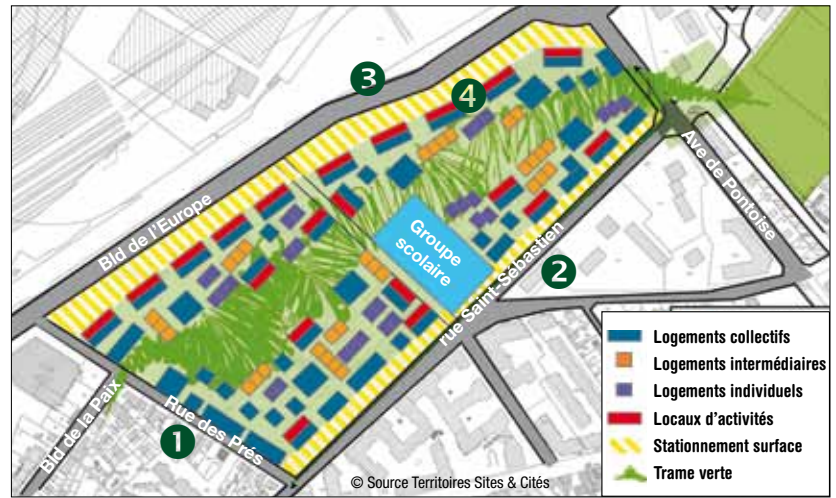 3
4
Bld de l'Europe
Ave de Pontoise
Groupe
scolaire
2
rue Saint-Sébastien
Bld de la Paix
Rue des Prés
1
Logements collectifs
Logements intermédiaires
Logements individuels
Locaux d'activités
Stationnement surface
Trame verte
© Source Territoires Sites & Cités